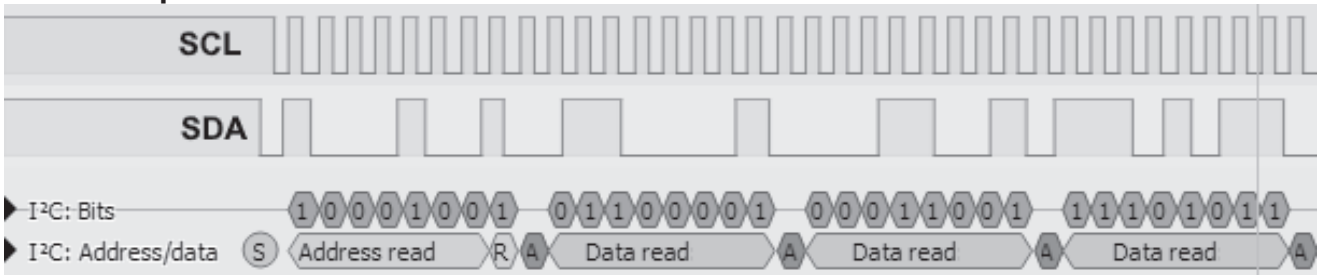 SCL
SDA
I²C: Bits 1 0 0 0 1 0 0 1 0 1 1 0 0 0 0 1 0 0 0 1 1 0 0 1 1 1 1 0 1 0 1 1
I²C: Address/data S Address read R A Data read A Data read A Data read A